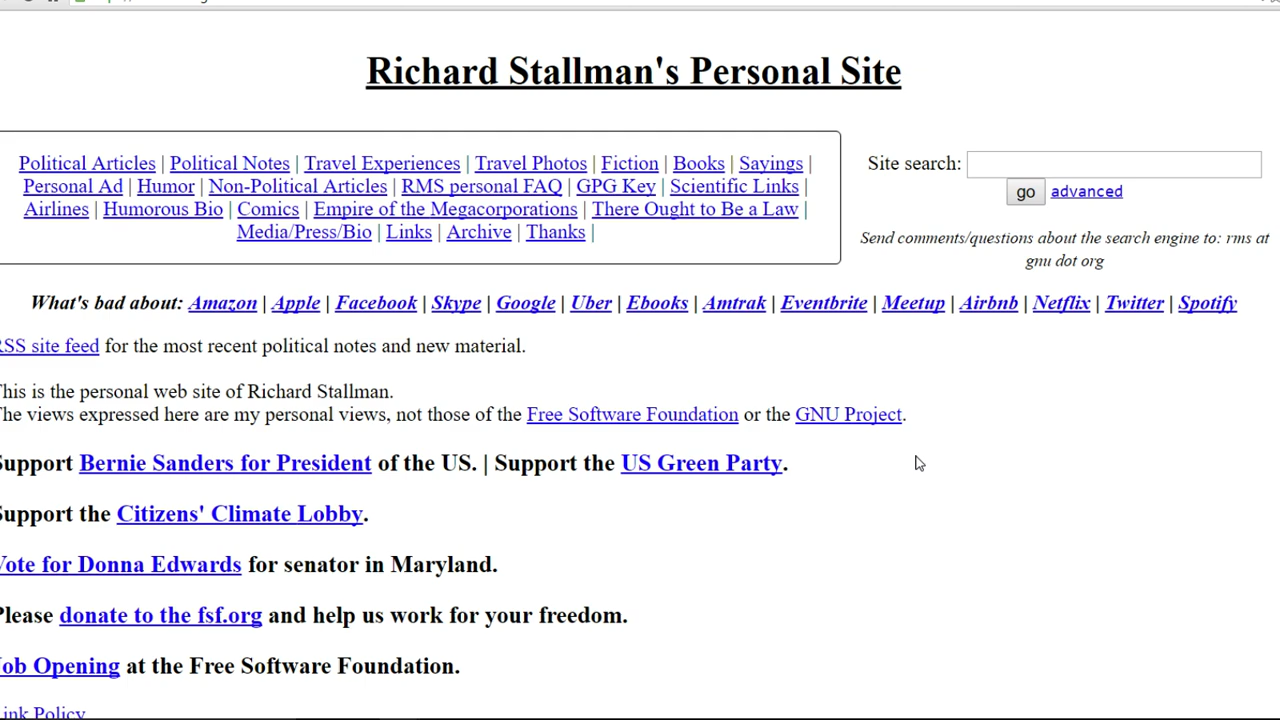 Richard Stallman's Personal Site
Political Articles | Political Notes | Travel Experiences | Travel Photos | Fiction | Books | Sayings |
Personal Ad | Humor | Non-Political Articles | RMS personal FAQ | GPG Key | Scientific Links |
Airlines | Humorous Bio | Comics | Empire of the Megacorporations | There Ought to Be a Law |
Media/Press/Bio | Links | Archive | Thanks |
Site search:
go advanced
Send comments/questions about the search engine to: rms at
gnu dot org
What's bad about: Amazon | Apple | Facebook | Skype | Google | Uber | Ebooks | Amtrak | Eventbrite | Meetup | Airbnb | Netflix | Twitter | Spotify
RSS site feed for the most recent political notes and new material.
This is the personal web site of Richard Stallman.
The views expressed here are my personal views, not those of the Free Software Foundation or the GNU Project.
Support Bernie Sanders for President of the US. | Support the US Green Party.
Support the Citizens' Climate Lobby.
Vote for Donna Edwards for senator in Maryland.
Please donate to the fsf.org and help us work for your freedom.
Job Opening at the Free Software Foundation.
Link Policy